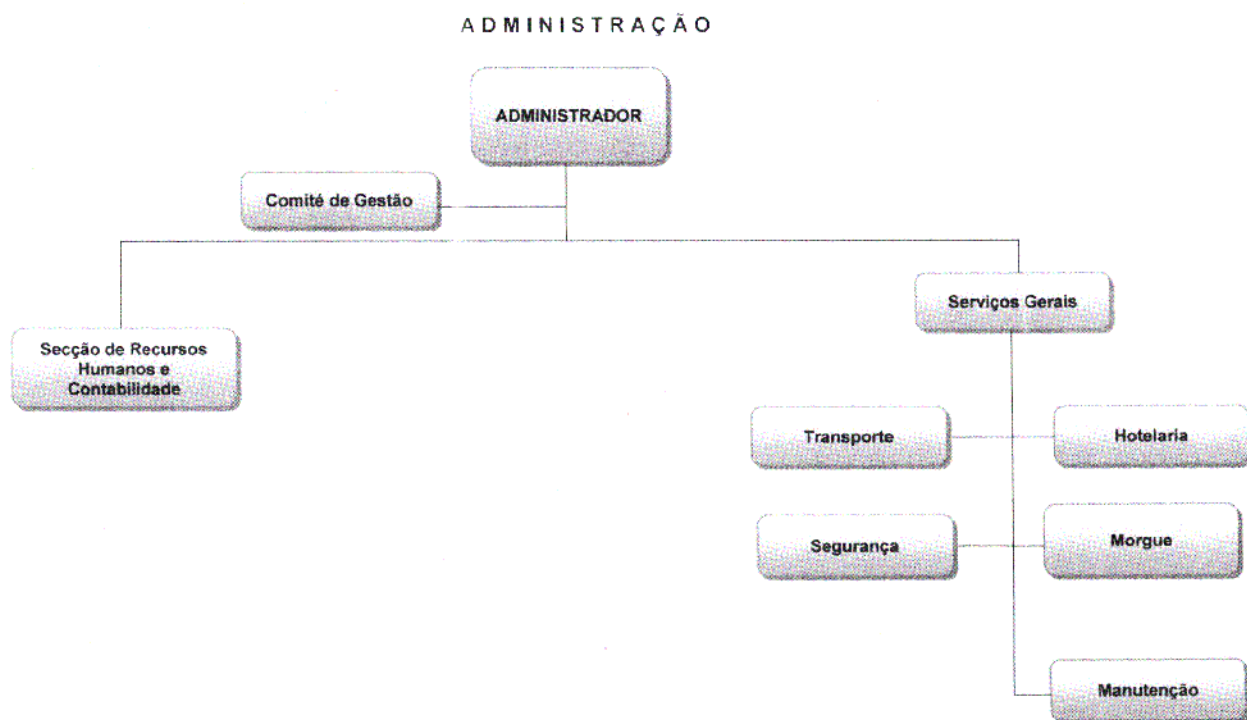 ADMINISTRAÇÃO
ADMINISTRADOR
Comité de Gestão
Serviços Gerais
Secção de Recursos
Humanos e
Contabilidade
Transporte
Hotelaria
Segurança
Morgue
Manutenção